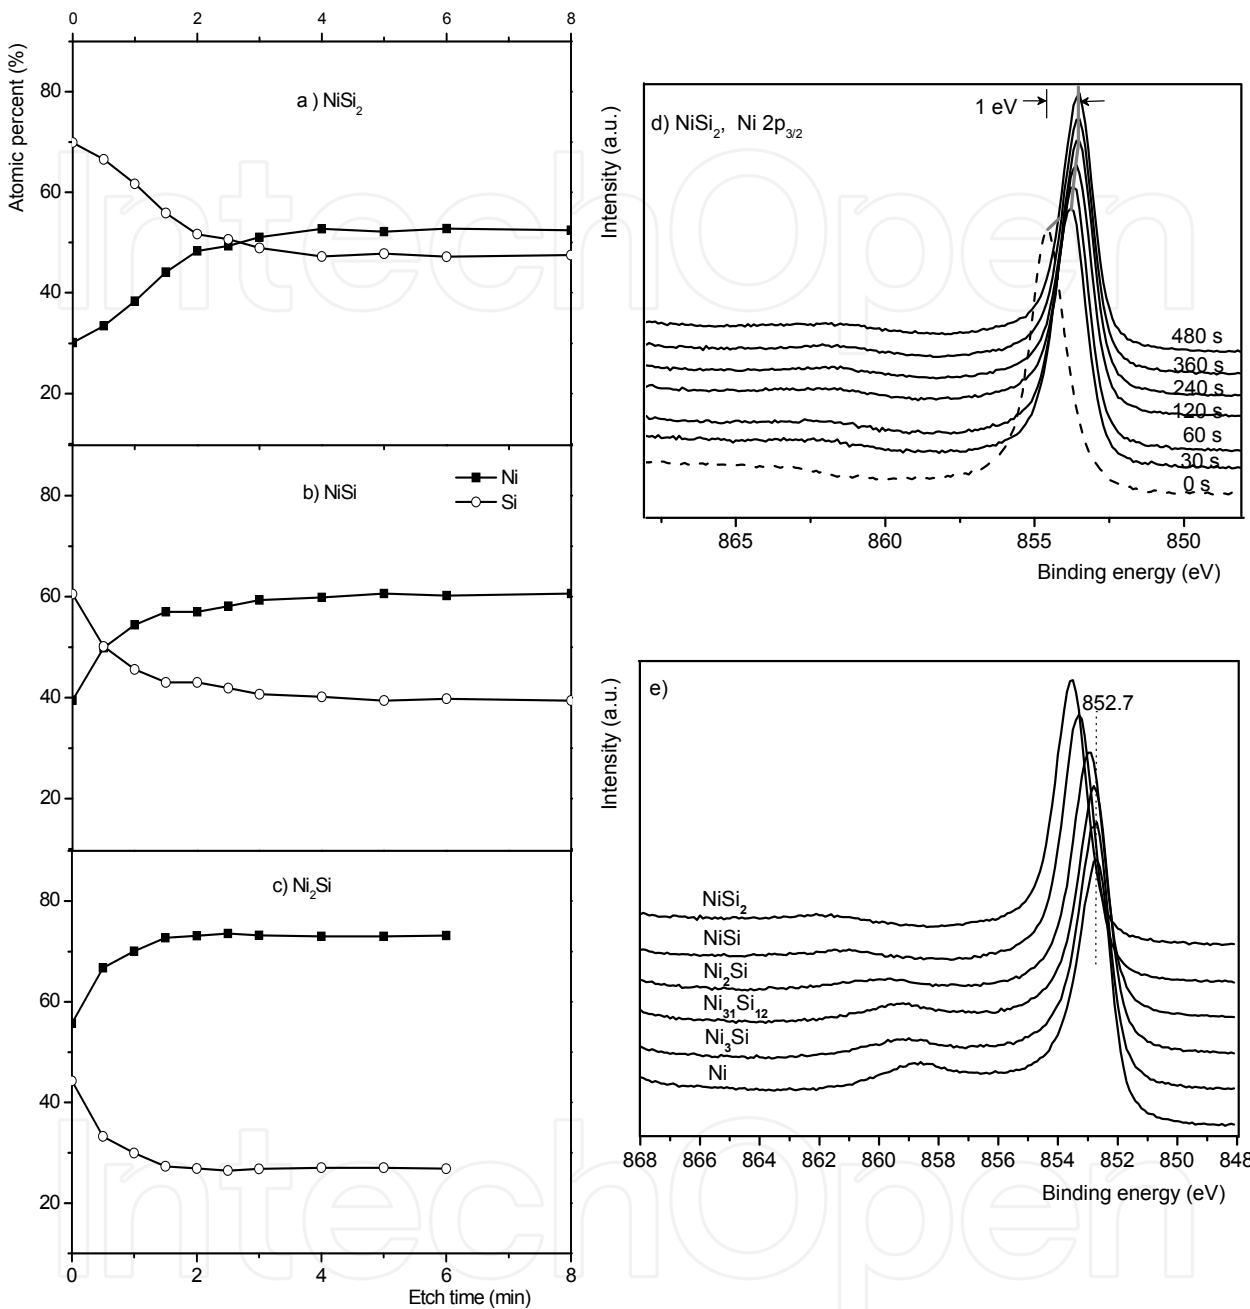 0 2 4 6 8
Atomic percent (%)
80
60
40
20
a ) NiSi₂
b) NiSi
Ni
Si
80
60
40
20
c) Ni₂Si
80
60
40
20
0 2 4 6 8
Etch time (min)
Intensity (a.u.)
1 eV
d) NiSi₂, Ni 2p₃/₂
480 s
360 s
240 s
120 s
60 s
30 s
0 s
865 860 855 850
Binding energy (eV)
Intensity (a.u.)
e)
852.7
NiSi₂
NiSi
Ni₂Si
Ni₃₁Si₁₂
Ni₃Si
Ni
868 866 864 862 860 858 856 854 852 850 848
Binding energy (eV)
IntechOpen
IntechOpen